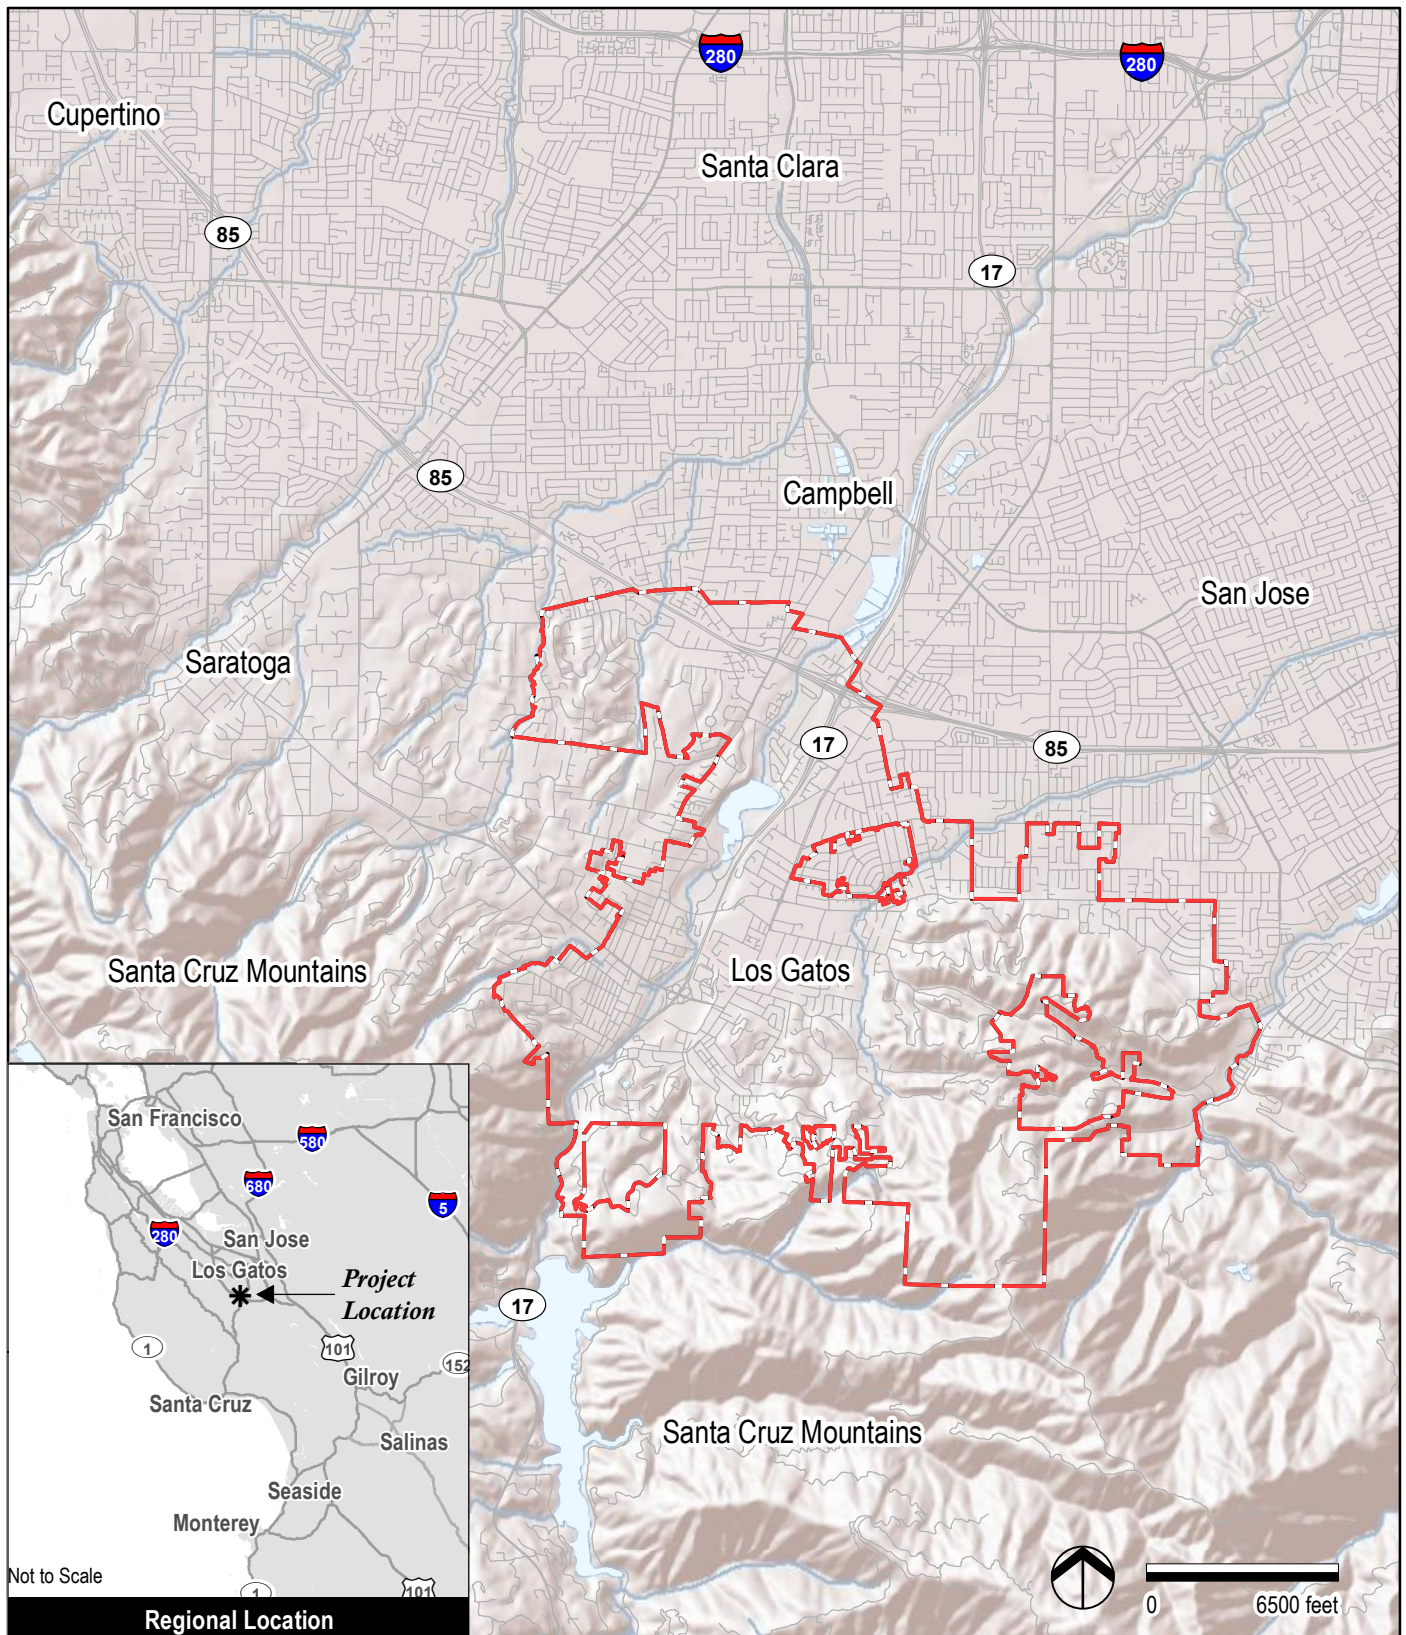 280
280
Cupertino
Santa Clara
85
17
85
Campbell
San Jose
Saratoga
17
85
Santa Cruz Mountains
Los Gatos
San Francisco
580
680
5
280
San Jose
Los Gatos
Project
Location
17
1
101
152
Gilroy
Santa Cruz
Santa Cruz Mountains
Salinas
Seaside
Monterey
Not to Scale
1
101
0
6500 feet
Regional Location